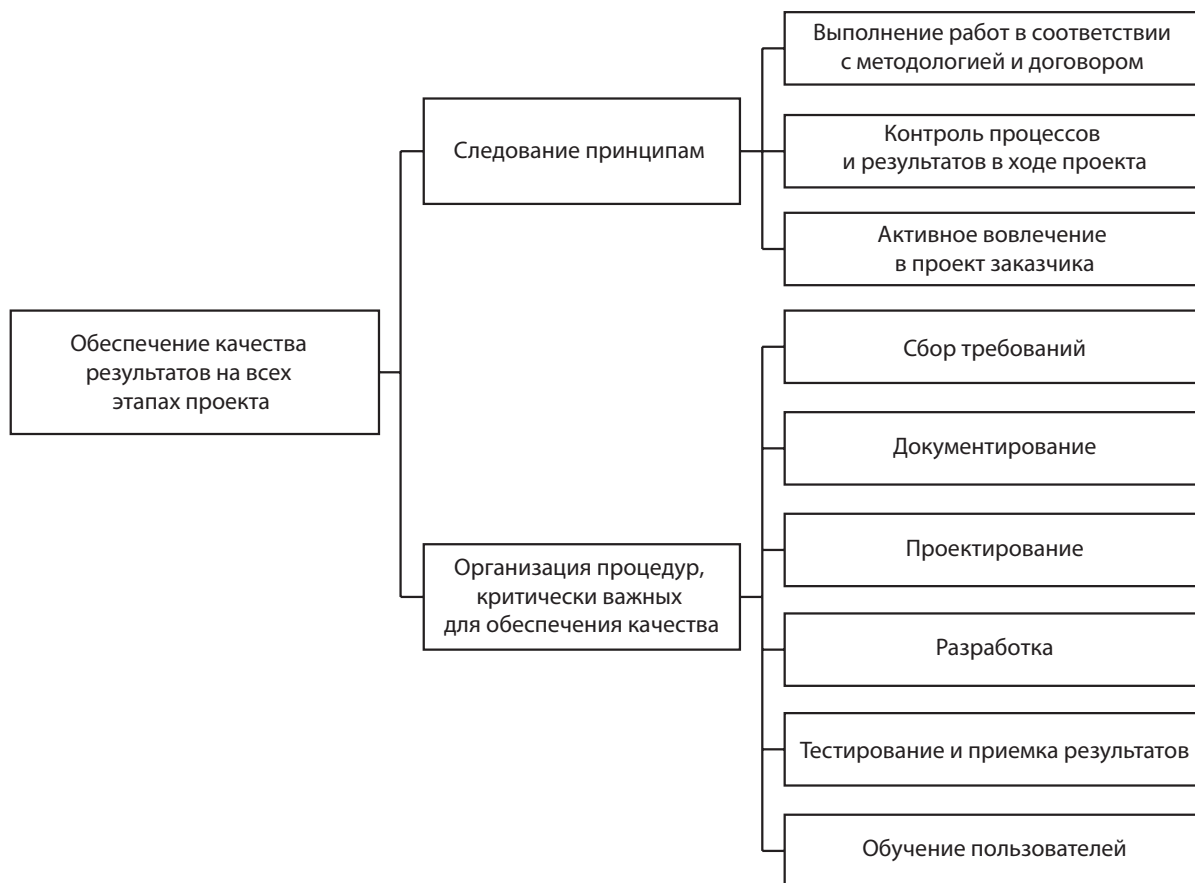 Обеспечение качества
результатов на всех
этапах проекта
Следование принципам
Выполнение работ в соответствии
с методологией и договором
Контроль процессов
и результатов в ходе проекта
Активное вовлечение
в проект заказчика
Организация процедур,
критически важных
для обеспечения качества
Сбор требований
Документирование
Проектирование
Разработка
Тестирование и приемка результатов
Обучение пользователей